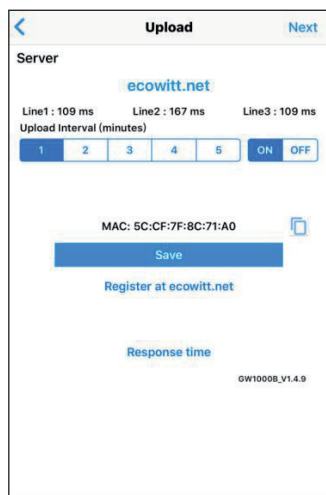 Upload Next
Server
ecowitt.net
Line1 : 109 ms Line2 : 167 ms Line3 : 109 ms
Upload Interval (minutes)
1 2 3 4 5 ON OFF
MAC: 5C:CF:7F:8C:71:A0
Save
Register at ecowitt.net
Response time
GW1000B_V1.4.9